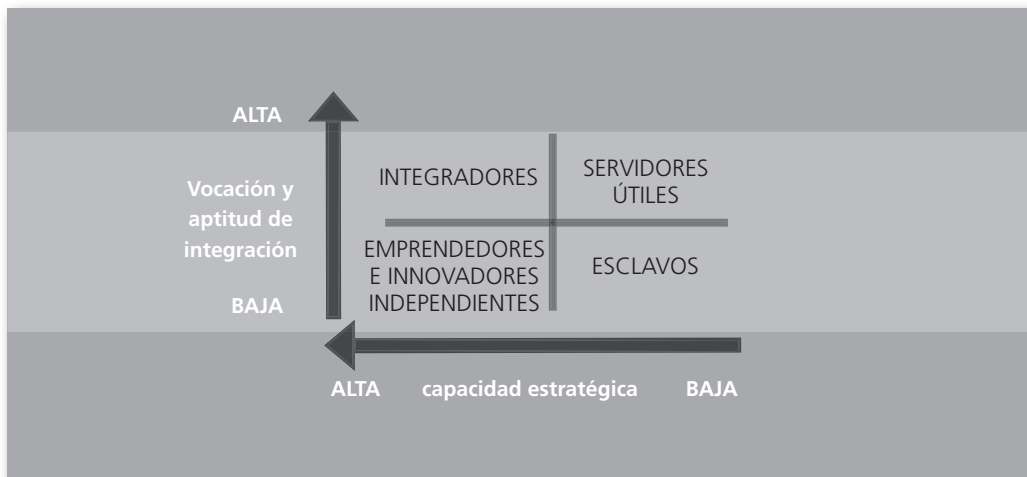 ALTA
Vocación y
aptitud de
integración
BAJA
INTEGRADORES
SERVIDORES
ÚTILES
EMPRENDEDORES
E INNOVADORES
INDEPENDIENTES
ESCLAVOS
ALTA capacidad estratégica BAJA